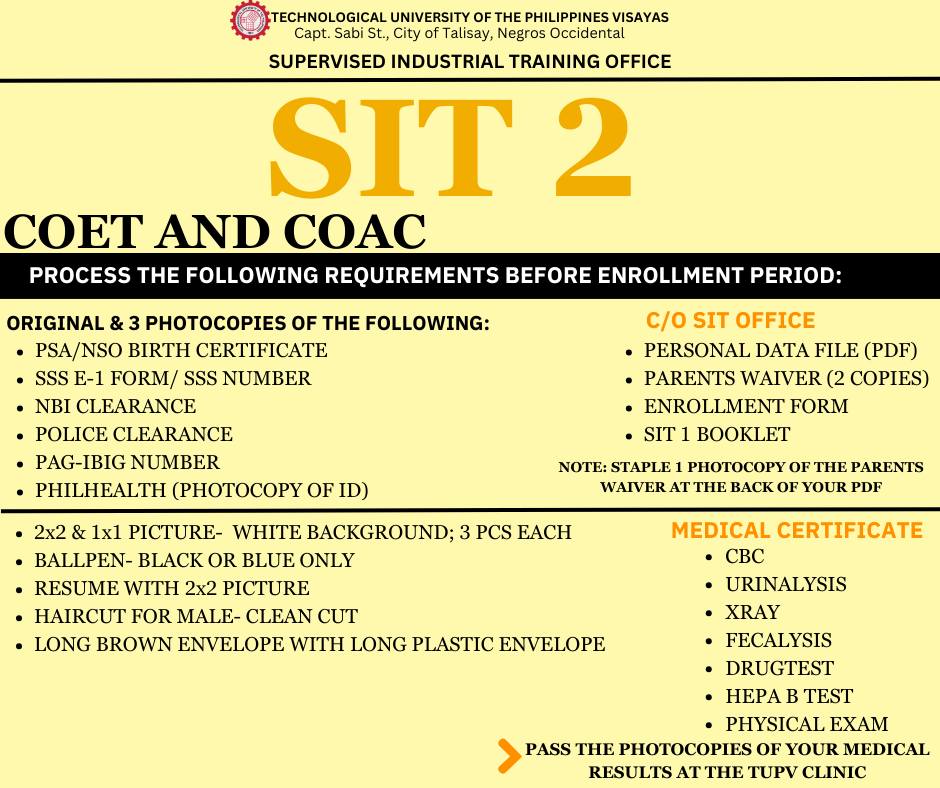 TECHNOLOGICAL UNIVERSITY OF THE PHILIPPINES VISAYAS
Capt. Sabi St., City of Talisay, Negros Occidental
SUPERVISED INDUSTRIAL TRAINING OFFICE
SIT 2
COET AND COAC
PROCESS THE FOLLOWING REQUIREMENTS BEFORE ENROLLMENT PERIOD:
ORIGINAL & 3 PHOTOCOPIES OF THE FOLLOWING:
• PSA/NSO BIRTH CERTIFICATE
• SSS E-1 FORM/ SSS NUMBER
• NBI CLEARANCE
• POLICE CLEARANCE
• PAG-IBIG NUMBER
• PHILHEALTH (PHOTOCOPY OF ID)
C/O SIT OFFICE
• PERSONAL DATA FILE (PDF)
• PARENTS WAIVER (2 COPIES)
• ENROLLMENT FORM
• SIT 1 BOOKLET
NOTE: STAPLE 1 PHOTOCOPY OF THE PARENTS
WAIVER AT THE BACK OF YOUR PDF
• 2x2 & 1x1 PICTURE- WHITE BACKGROUND; 3 PCS EACH
• BALLPEN- BLACK OR BLUE ONLY
• RESUME WITH 2x2 PICTURE
• HAIRCUT FOR MALE- CLEAN CUT
• LONG BROWN ENVELOPE WITH LONG PLASTIC ENVELOPE
MEDICAL CERTIFICATE
• CBC
• URINALYSIS
• XRAY
• FECALYSIS
• DRUGTEST
• HEPA B TEST
• PHYSICAL EXAM
PASS THE PHOTOCOPIES OF YOUR MEDICAL
RESULTS AT THE TUPV CLINIC